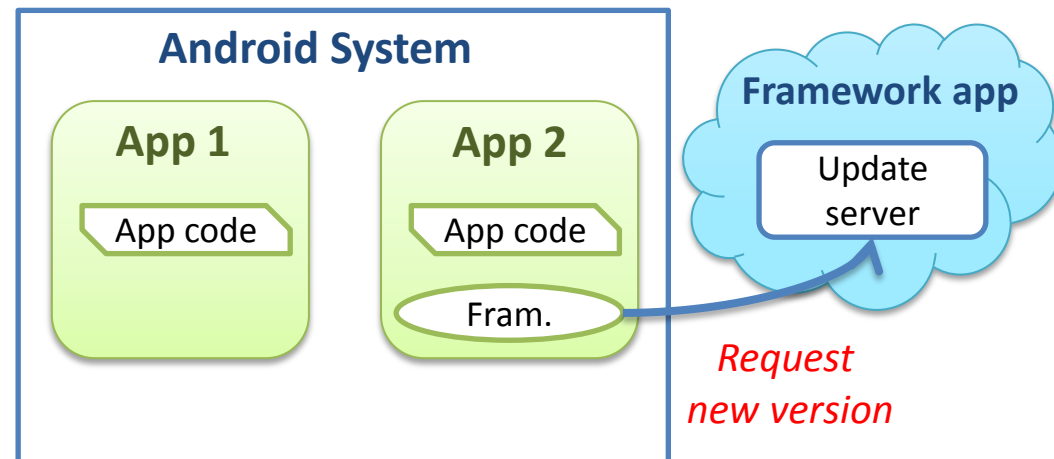 Android System
App 1
App code
App 2
App code
Fram.
Framework app
Update
server
Request
new version